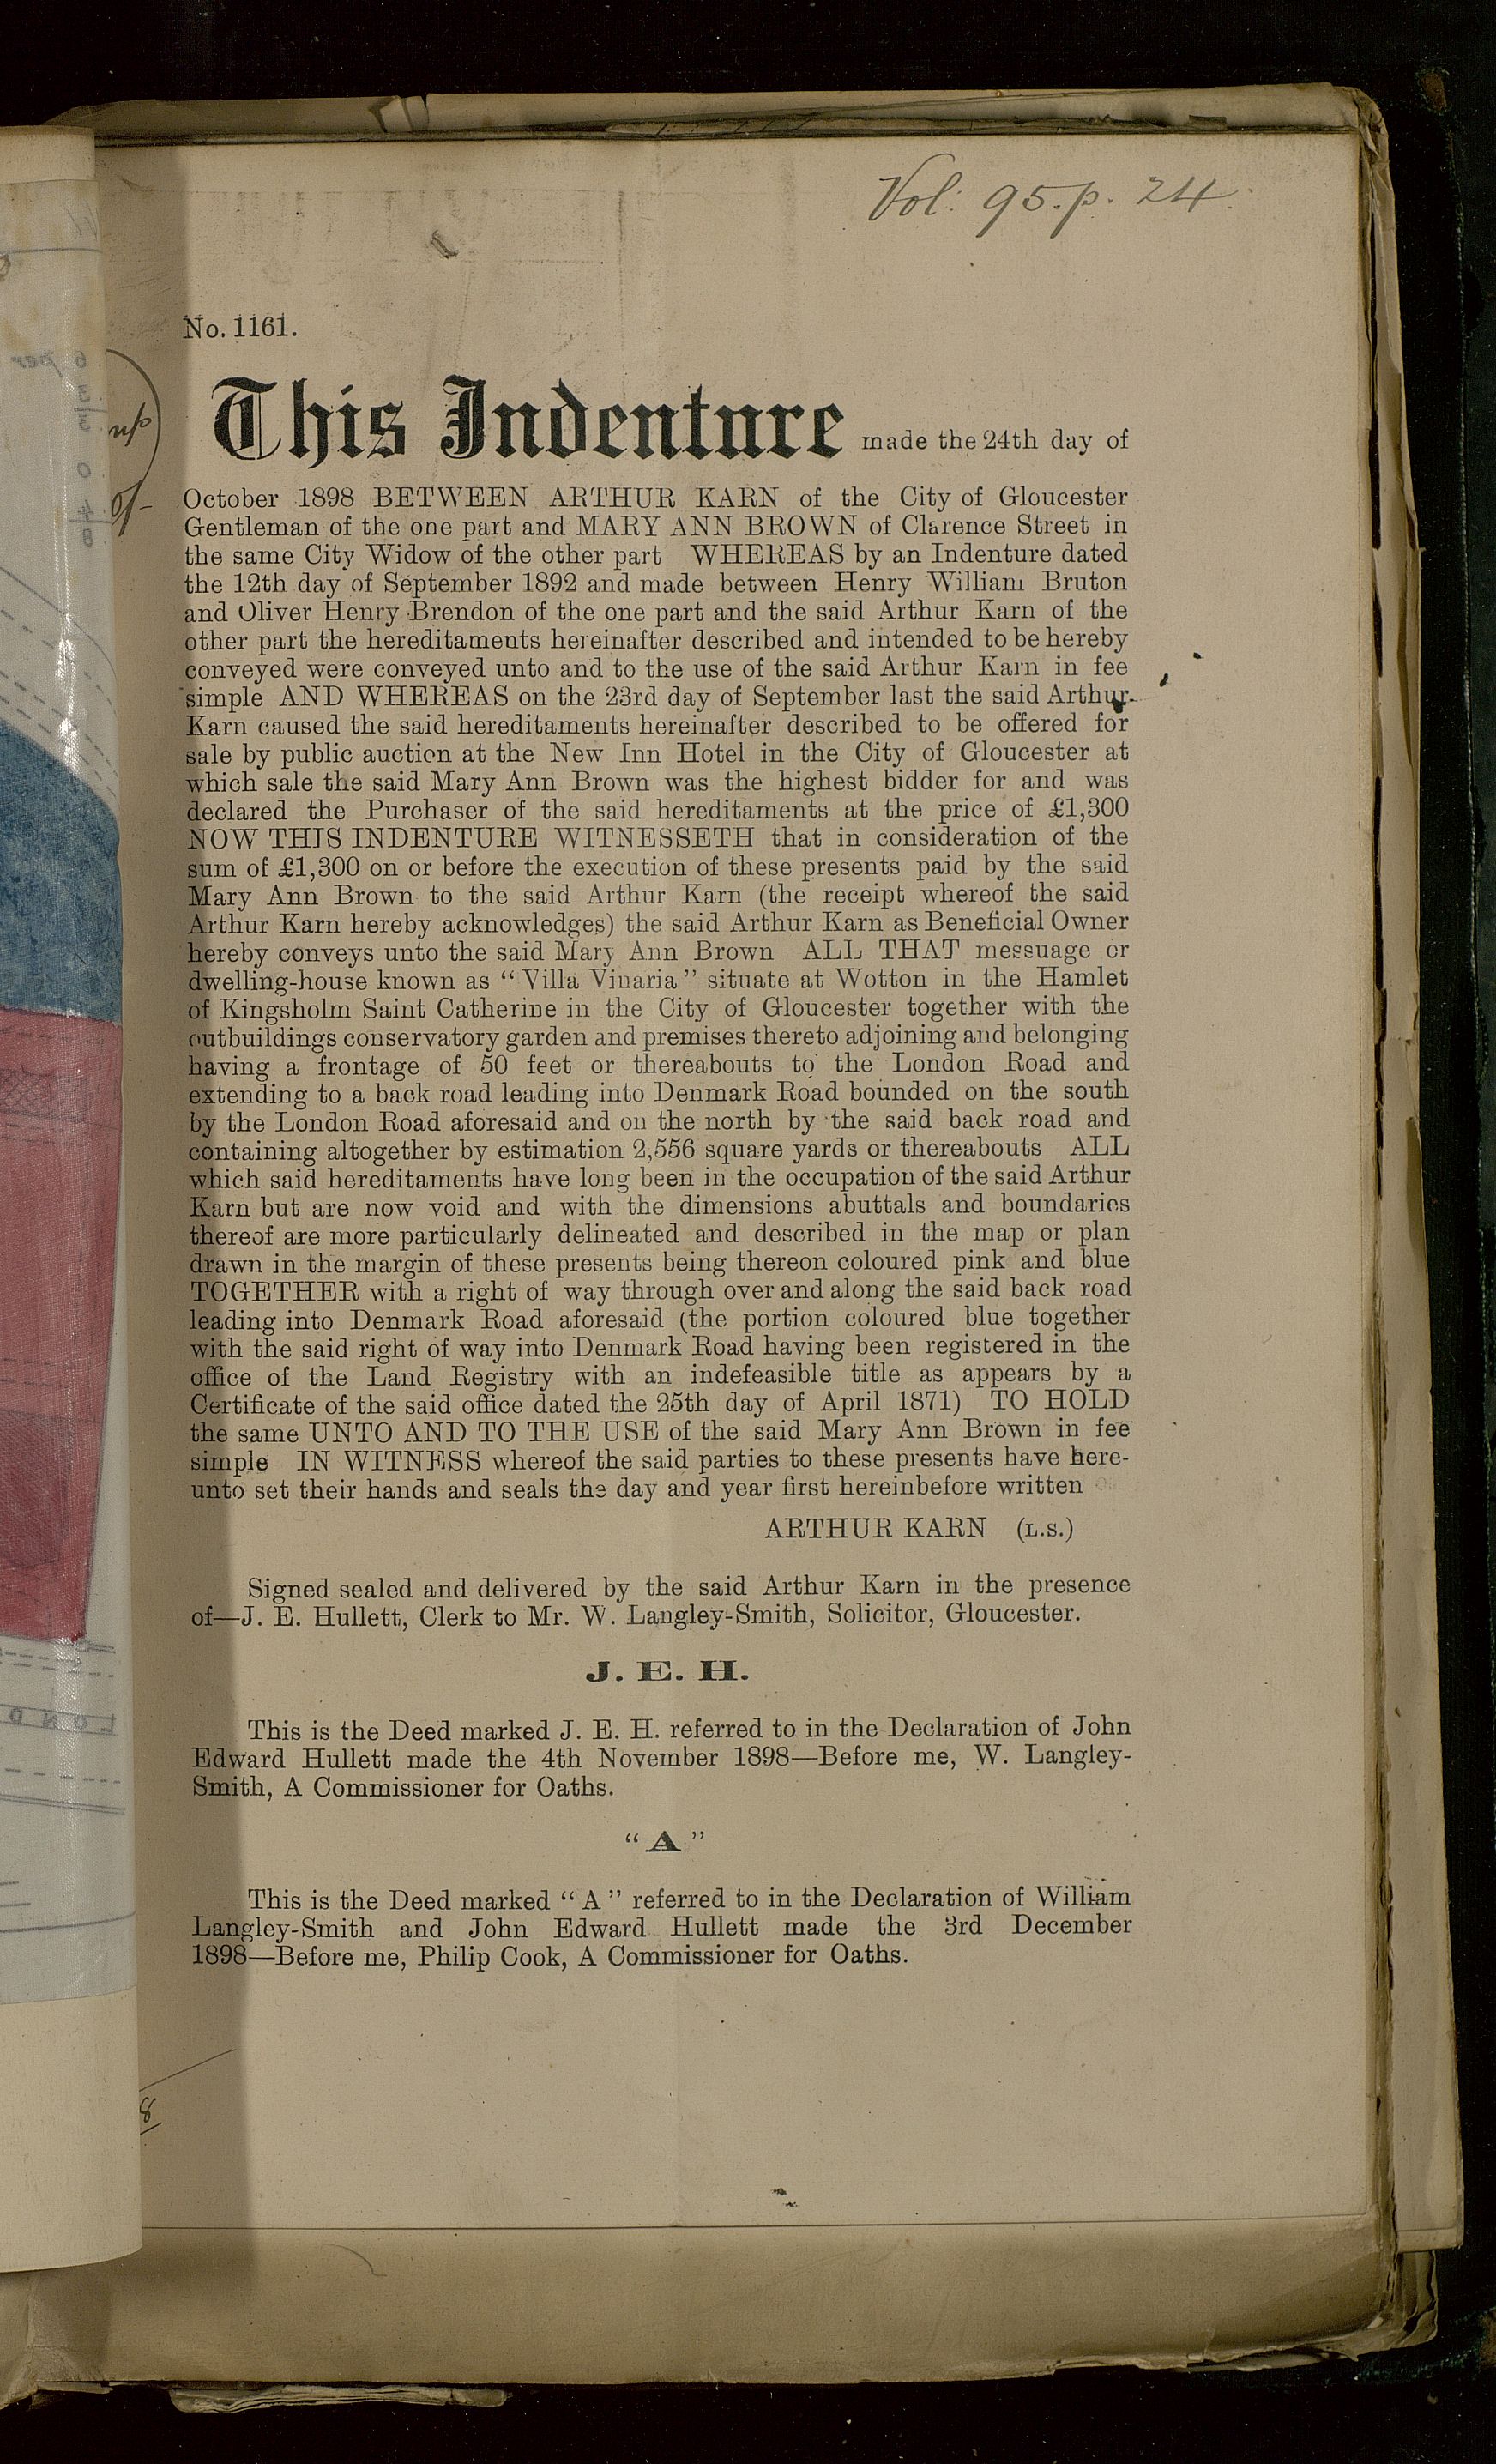 Vol: 95. p. 24.
No. 1161.
This Indenture made the 24th day of
October 1898 BETWEEN ARTHUR KARN of the City of Gloucester
Gentleman of the one part and MARY ANN BROWN of Clarence Street in
the same City Widow of the other part WHEREAS by an Indenture dated
the 12th day of September 1892 and made between Henry William Bruton
and Oliver Henry Brendon of the one part and the said Arthur Karn of the
other part the hereditaments hereinafter described and intended to be hereby
conveyed were conveyed unto and to the use of the said Arthur Karn in fee
simple AND WHEREAS on the 23rd day of September last the said Arthur
Karn caused the said hereditaments hereinafter described to be offered for
sale by public auction at the New Inn Hotel in the City of Gloucester at
which sale the said Mary Ann Brown was the highest bidder for and was
declared the Purchaser of the said hereditaments at the price of £1,300
NOW THIS INDENTURE WITNESSETH that in consideration of the
sum of £1,300 on or before the execution of these presents paid by the said
Mary Ann Brown to the said Arthur Karn (the receipt whereof the said
Arthur Karn hereby acknowledges) the said Arthur Karn as Beneficial Owner
hereby conveys unto the said Mary Ann Brown ALL THAT messuage or
dwelling-house known as “Villa Vinaria” situate at Wotton in the Hamlet
of Kingsholm Saint Catherine in the City of Gloucester together with the
outbuildings conservatory garden and premises thereto adjoining and belonging
having a frontage of 50 feet or thereabouts to the London Road and
extending to a back road leading into Denmark Road bounded on the south
by the London Road aforesaid and on the north by the said back road and
containing altogether by estimation 2,556 square yards or thereabouts ALL
which said hereditaments have long been in the occupation of the said Arthur
Karn but are now void and with the dimensions abuttals and boundaries
thereof are more particularly delineated and described in the map or plan
drawn in the margin of these presents being thereon coloured pink and blue
TOGETHER with a right of way through over and along the said back road
leading into Denmark Road aforesaid (the portion coloured blue together
with the said right of way into Denmark Road having been registered in the
office of the Land Registry with an indefeasible title as appears by a
Certificate of the said office dated the 25th day of April 1871) TO HOLD
the same UNTO AND TO THE USE of the said Mary Ann Brown in fee
simple IN WITNESS whereof the said parties to these presents have here-
unto set their hands and seals the day and year first hereinbefore written
ARTHUR KARN (L.S.)
Signed sealed and delivered by the said Arthur Karn in the presence
of—J. E. Hullett, Clerk to Mr. W. Langley-Smith, Solicitor, Gloucester.
J. E. H.
This is the Deed marked J. E. H. referred to in the Declaration of John
Edward Hullett made the 4th November 1898—Before me, W. Langley-
Smith, A Commissioner for Oaths.
“A”
This is the Deed marked “A” referred to in the Declaration of William
Langley-Smith and John Edward Hullett made the 3rd December
1898—Before me, Philip Cook, A Commissioner for Oaths.